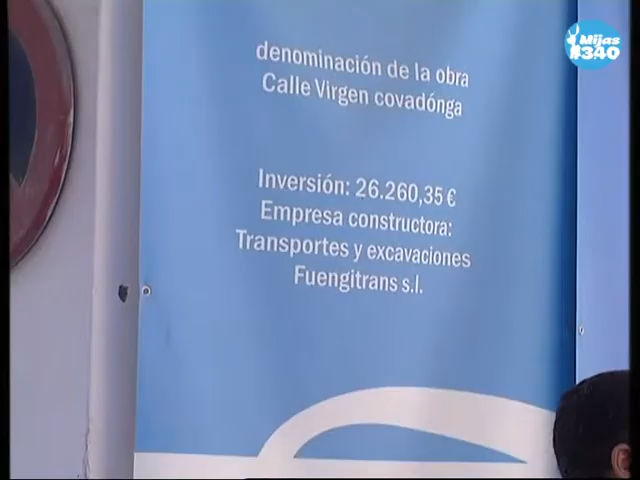 Mijas
#340
denominación de la obra
Calle Virgen covadónga
Inversión: 26.260,35 €
Empresa constructora:
Transportes y excavaciones
Fuengitrans s.l.